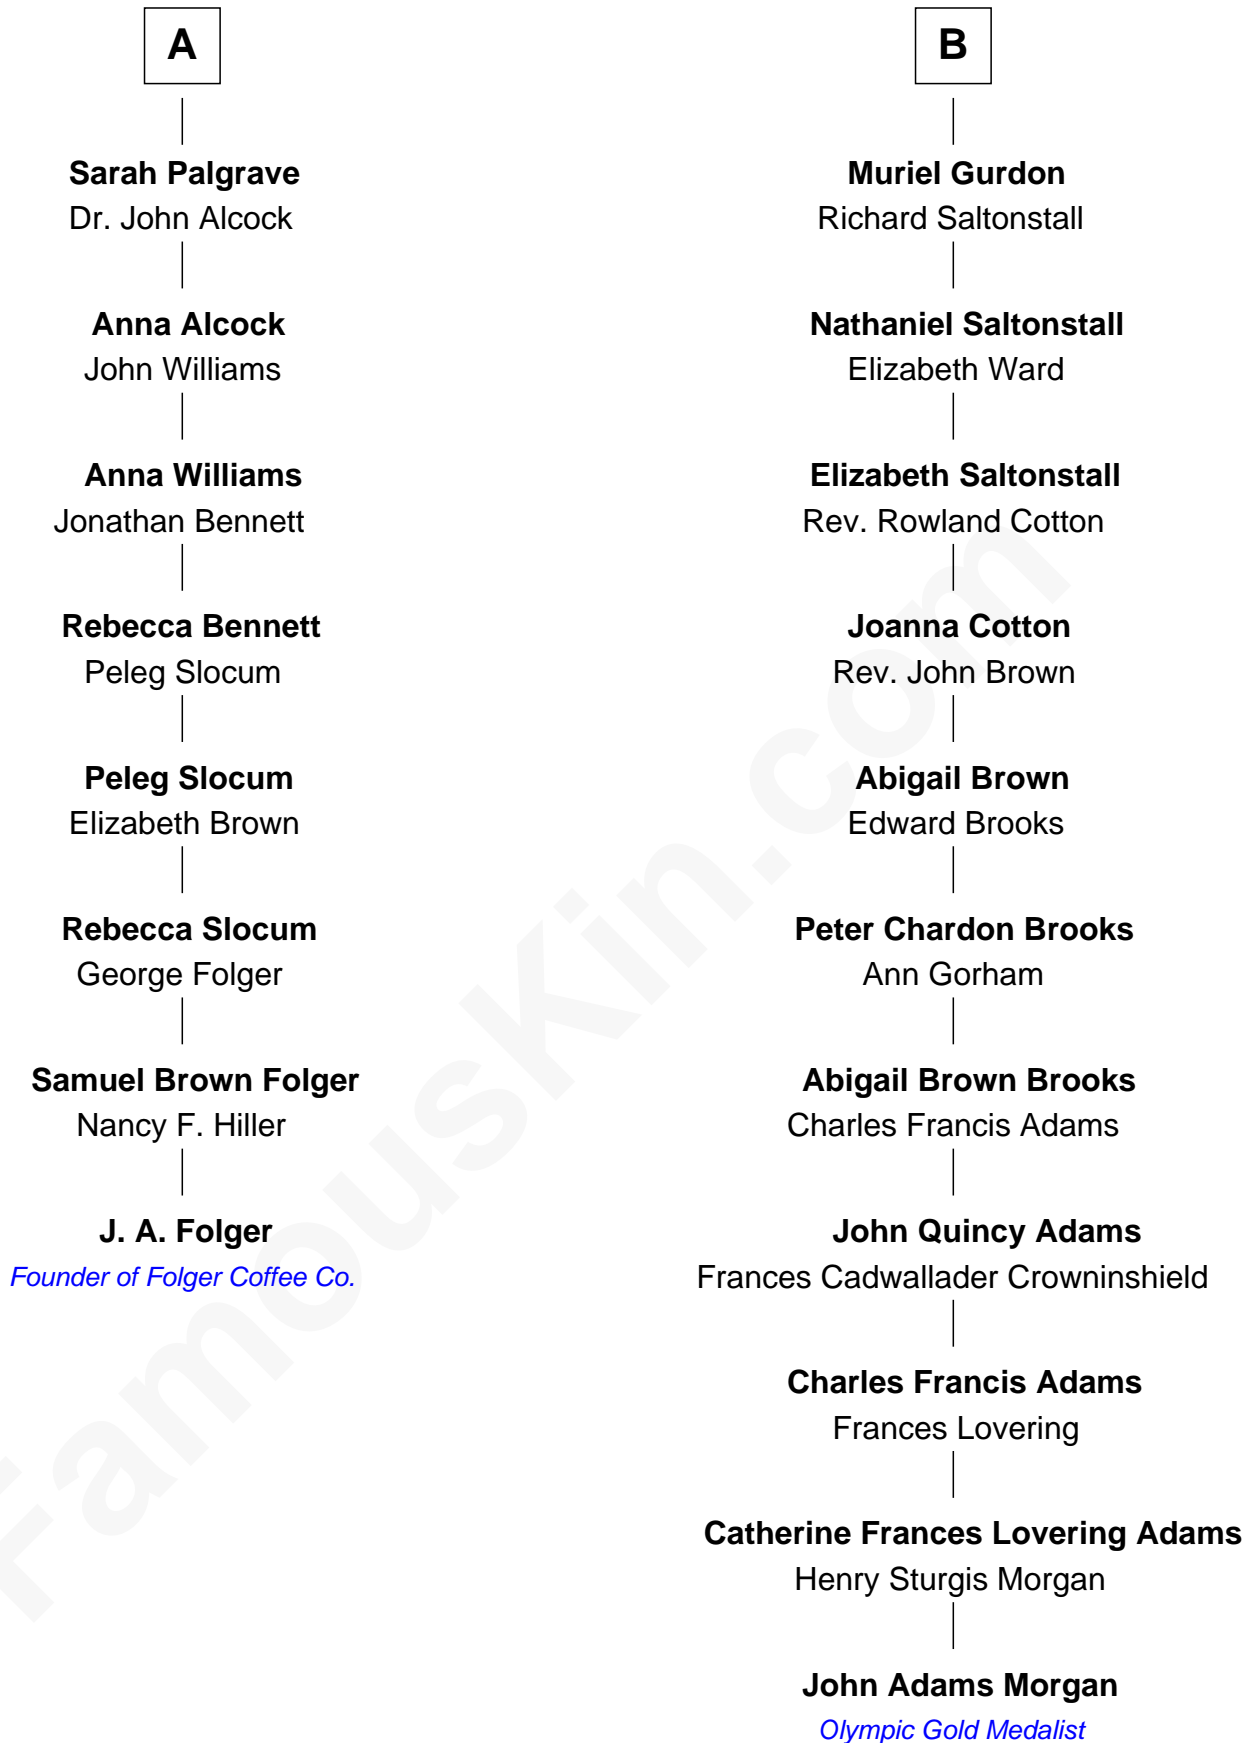 A
Sarah Palgrave
Dr. John Alcock
Anna Alcock
John Williams
Anna Williams
Jonathan Bennett
Rebecca Bennett
Peleg Slocum
Peleg Slocum
Elizabeth Brown
Rebecca Slocum
George Folger
Samuel Brown Folger
Nancy F. Hiller
J. A. Folger
Founder of Folger Coffee Co.
B
Muriel Gurdon
Richard Saltonstall
Nathaniel Saltonstall
Elizabeth Ward
Elizabeth Saltonstall
Rev. Rowland Cotton
Joanna Cotton
Rev. John Brown
Abigail Brown
Edward Brooks
Peter Chardon Brooks
Ann Gorham
Abigail Brown Brooks
Charles Francis Adams
John Quincy Adams
Frances Cadwallader Crowninshield
Charles Francis Adams
Frances Lovering
Catherine Frances Lovering Adams
Henry Sturgis Morgan
John Adams Morgan
Olympic Gold Medalist
FamousKin.com